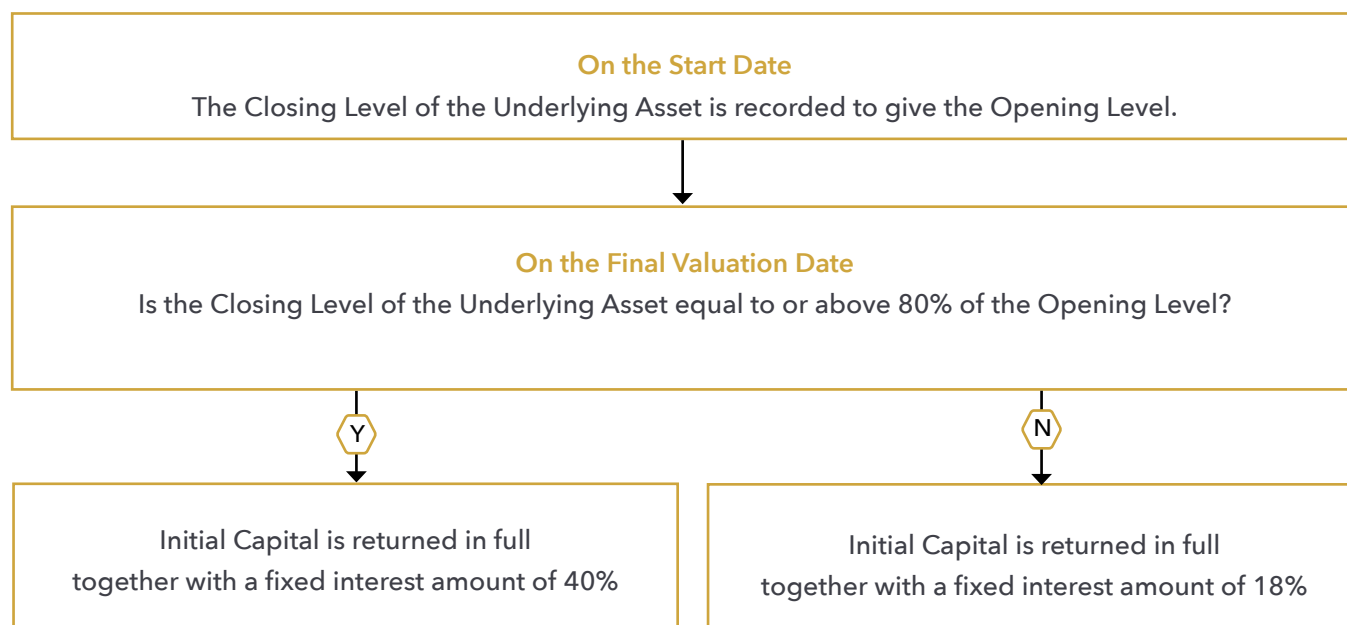 On the Start Date
The Closing Level of the Underlying Asset is recorded to give the Opening Level.
On the Final Valuation Date
Is the Closing Level of the Underlying Asset equal to or above 80% of the Opening Level?
Y
N
Initial Capital is returned in full
together with a fixed interest amount of 40%
Initial Capital is returned in full
together with a fixed interest amount of 18%